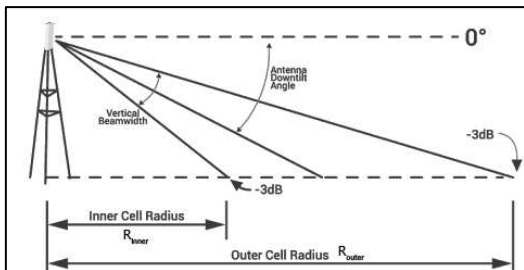 0°
Antenna
Downtilt
Angle
Vertical
Beamwidth
-3dB
-3dB
Inner Cell Radius
Rinner
Outer Cell Radius Router